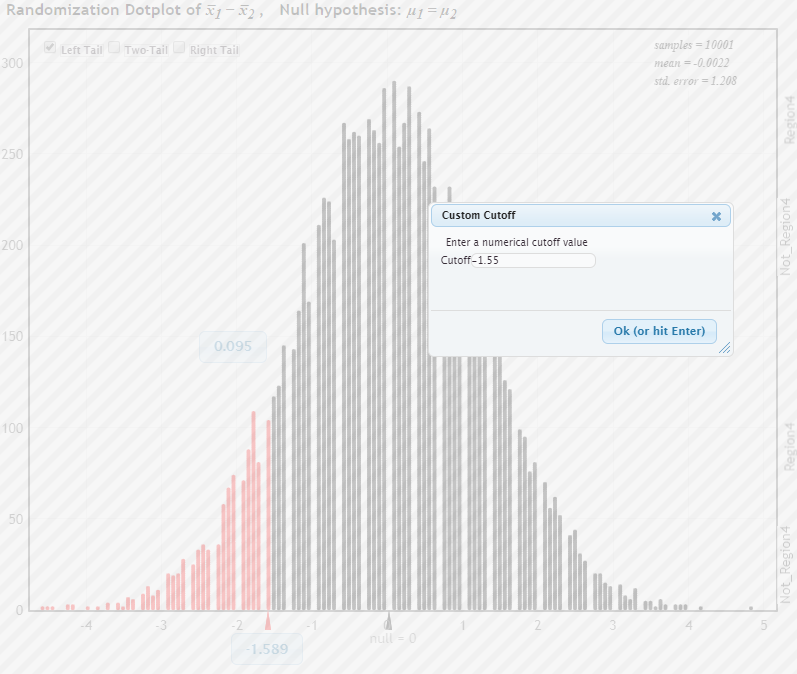 Randomization Dotplot of x̄₁ − x̄₂ , Null hypothesis: μ₁ = μ₂
Left Tail Two-Tail Right Tail
samples = 10001
mean = -0.0022
std. error = 1.208
300
250
200
150
100
50
0
Custom Cutoff
Enter a numerical cutoff value
Cutoff -1.55
Ok (or hit Enter)
0.095
-4 -3 -2 -1 0 1 2 3 4 5
null = 0
-1.589
Region4
Not_Region4
Region4
Not_Region4